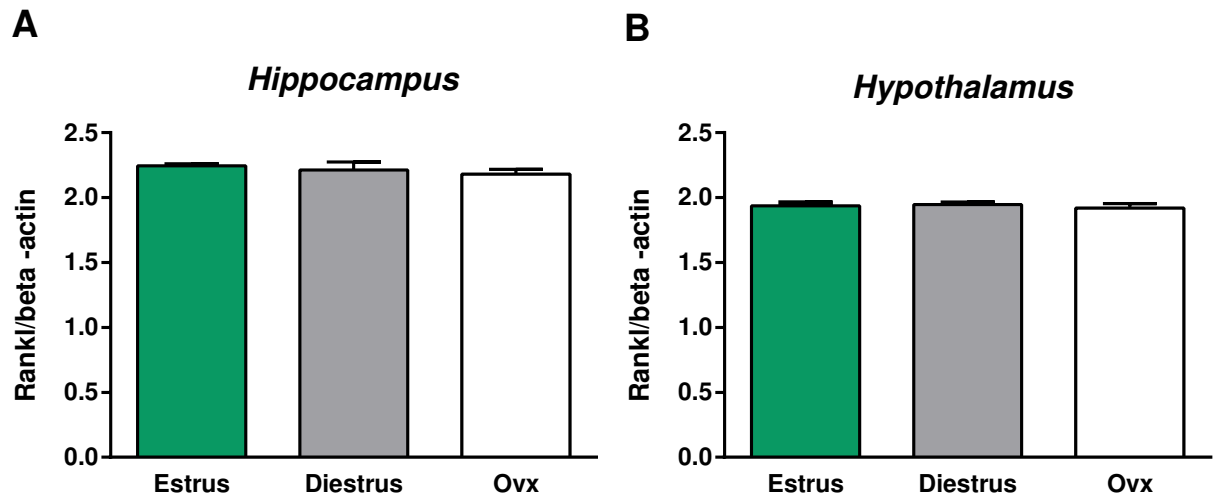 A
Hippocampus
Rankl/beta -actin
2.5
2.0
1.5
1.0
0.5
0.0
Estrus Diestrus Ovx
B
Hypothalamus
Rankl/beta -actin
2.5
2.0
1.5
1.0
0.5
0.0
Estrus Diestrus Ovx